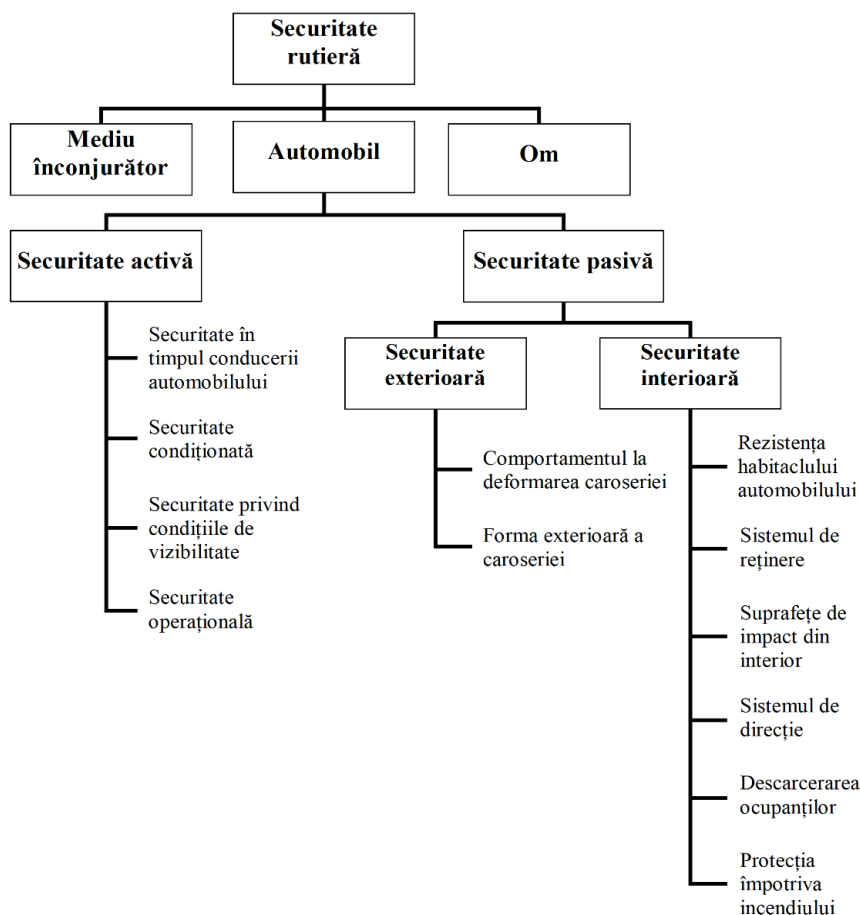 Securitate
rutieră
Mediu
înconjurător
Automobil
Om
Securitate activă
Securitate pasivă
Securitate în
timpul conducerii
automobilului
Securitate
condiționată
Securitate privind
condițiile de
vizibilitate
Securitate
operațională
Securitate
exterioară
Comportamentul la
deformarea caroseriei
Forma exterioară a
caroseriei
Securitate
interioară
Rezistența
habitaclului
automobilului
Sistemul de
reținere
Suprafețe de
impact din
interior
Sistemul de
direcție
Descarcerarea
ocupanților
Protecția
împotriva
incendiului